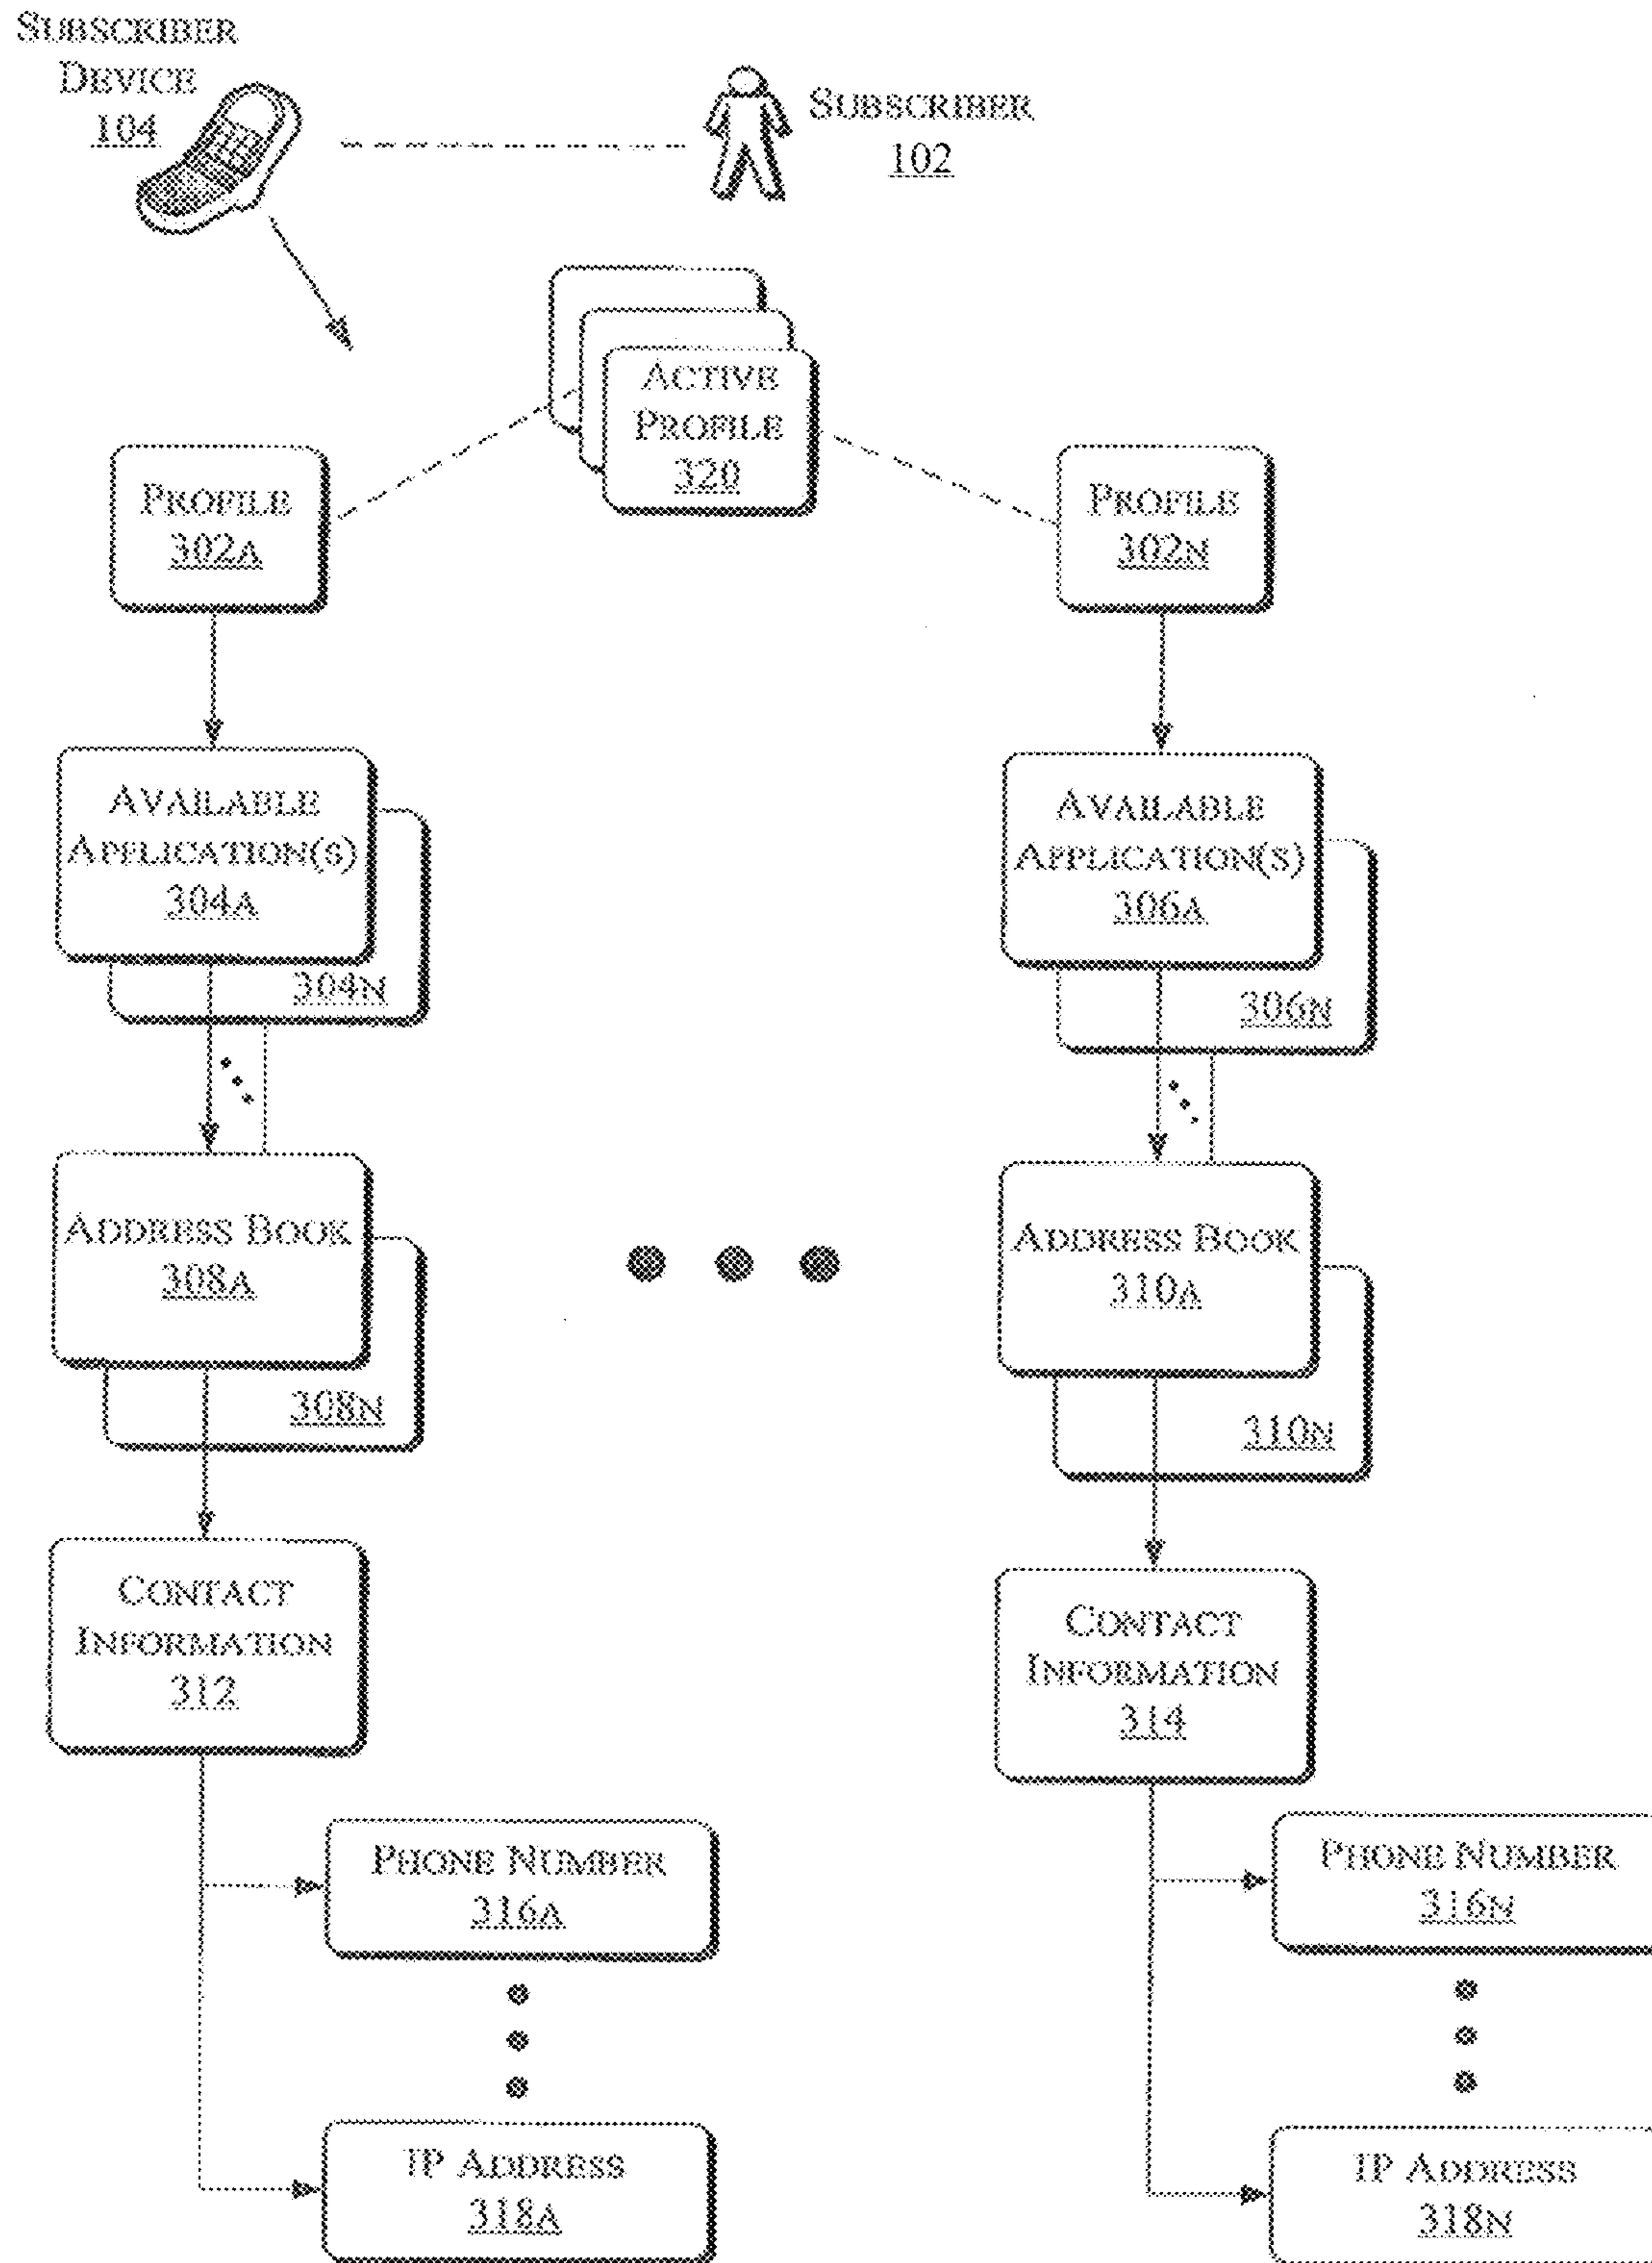 SUBSCRIBER
DEVICE
104
SUBSCRIBER
102
ACTIVE
PROFILE
320
PROFILE
302A
PROFILE
302N
AVAILABLE
APPLICATION(S)
304A
304N
AVAILABLE
APPLICATION(S)
306A
306N
ADDRESS BOOK
308A
308N
ADDRESS BOOK
310A
310N
CONTACT
INFORMATION
312
CONTACT
INFORMATION
314
PHONE NUMBER
316A
PHONE NUMBER
316N
IP ADDRESS
318A
IP ADDRESS
318N